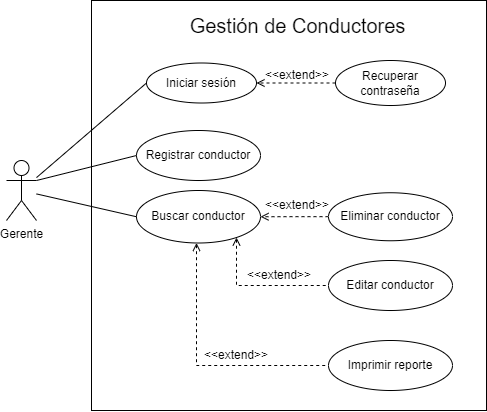 Gestión de Conductores
Iniciar sesión
<<extend>>
Recuperar
contraseña
Registrar conductor
Buscar conductor
<<extend>>
Eliminar conductor
Gerente
<<extend>>
Editar conductor
<<extend>>
Imprimir reporte